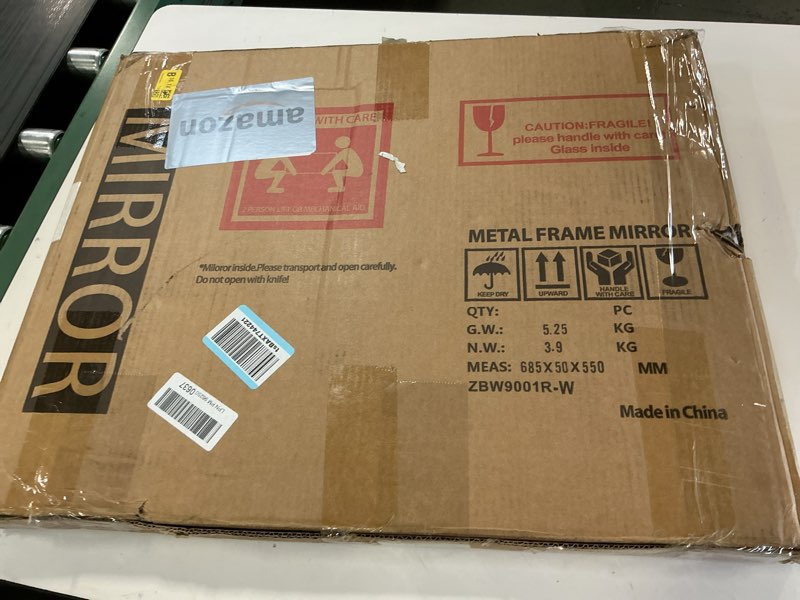 MIRROR
amazon
WITH CARE
2 PERSON LIFT OR MECHANICAL AID
CAUTION:FRAGILE!
please handle with care
Glass inside
*Miloror inside.Please transport and open carefully.
Do not open with knife!
tsBAXT744221
0637
METAL FRAME MIRROR
KEEP DRY
UPWARD
HANDLE
WITH CARE
FRAGILE
QTY: PC
G.W.: 5.25 KG
N.W.: 3.9 KG
MEAS: 685X50X550 MM
ZBW9001R-W
Made in China